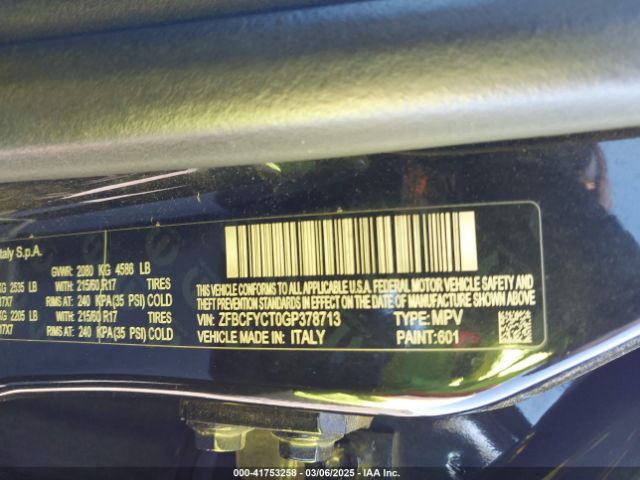 taly S.p.A.
GVWR: 2080 KG 4586 LB
KG 2535 LB WITH: 215/60 R17 TIRES
17X7 RIMS AT: 240 KPA(35 PSI) COLD
KG 2205 LB WITH: 215/60 R17 TIRES
17X7 RIMS AT: 240 KPA(35 PSI) COLD
THIS VEHICLE CONFORMS TO ALL APPLICABLE U.S.A. FEDERAL MOTOR VEHICLE SAFETY AND
THEFT PREVENTION STANDARDS IN EFFECT ON THE DATE OF MANUFACTURE SHOWN ABOVE.
VIN: ZFBCFYCT0GP378713 TYPE: MPV
VEHICLE MADE IN: ITALY PAINT: 601
000-41753258 - 03/06/2025 - IAA Inc.